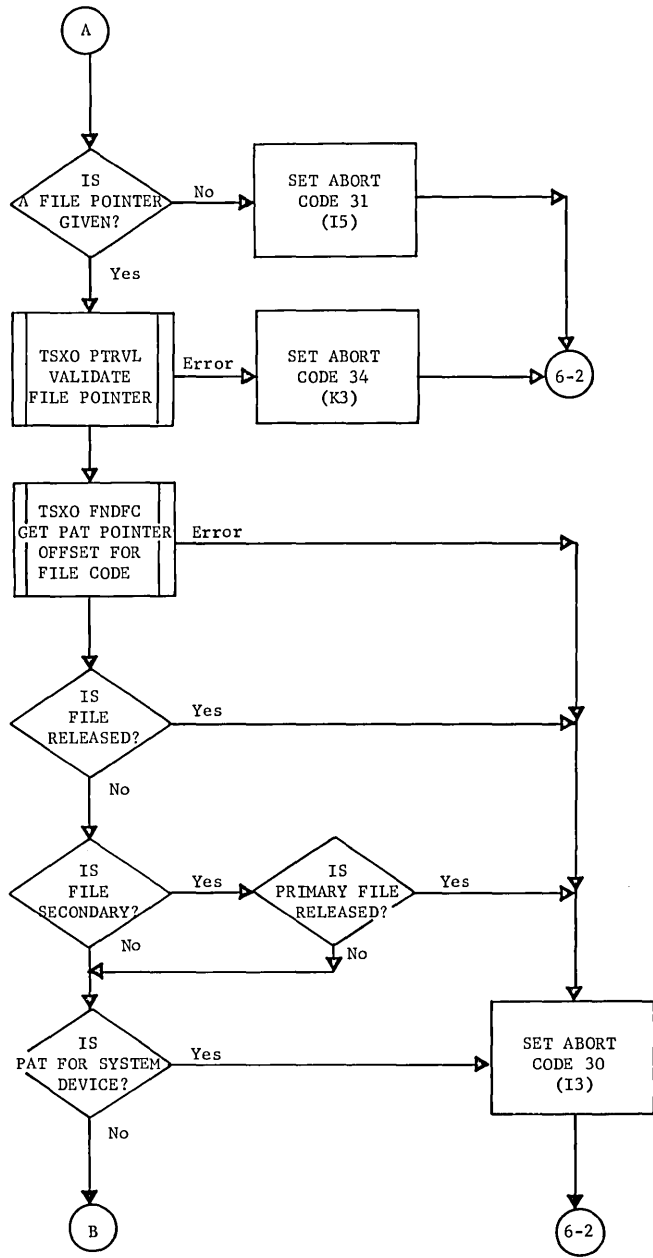 A
IS
A FILE POINTER
GIVEN?
No
SET ABORT
CODE 31
(I5)
Yes
TSXO PTRVL
VALIDATE
FILE POINTER
Error
SET ABORT
CODE 34
(K3)
6-2
TSXO FNDFC
GET PAT POINTER
OFFSET FOR
FILE CODE
Error
IS
FILE
RELEASED?
Yes
No
IS
FILE
SECONDARY?
Yes
IS
PRIMARY FILE
RELEASED?
Yes
No
No
IS
PAT FOR SYSTEM
DEVICE?
Yes
SET ABORT
CODE 30
(I3)
No
B
6-2